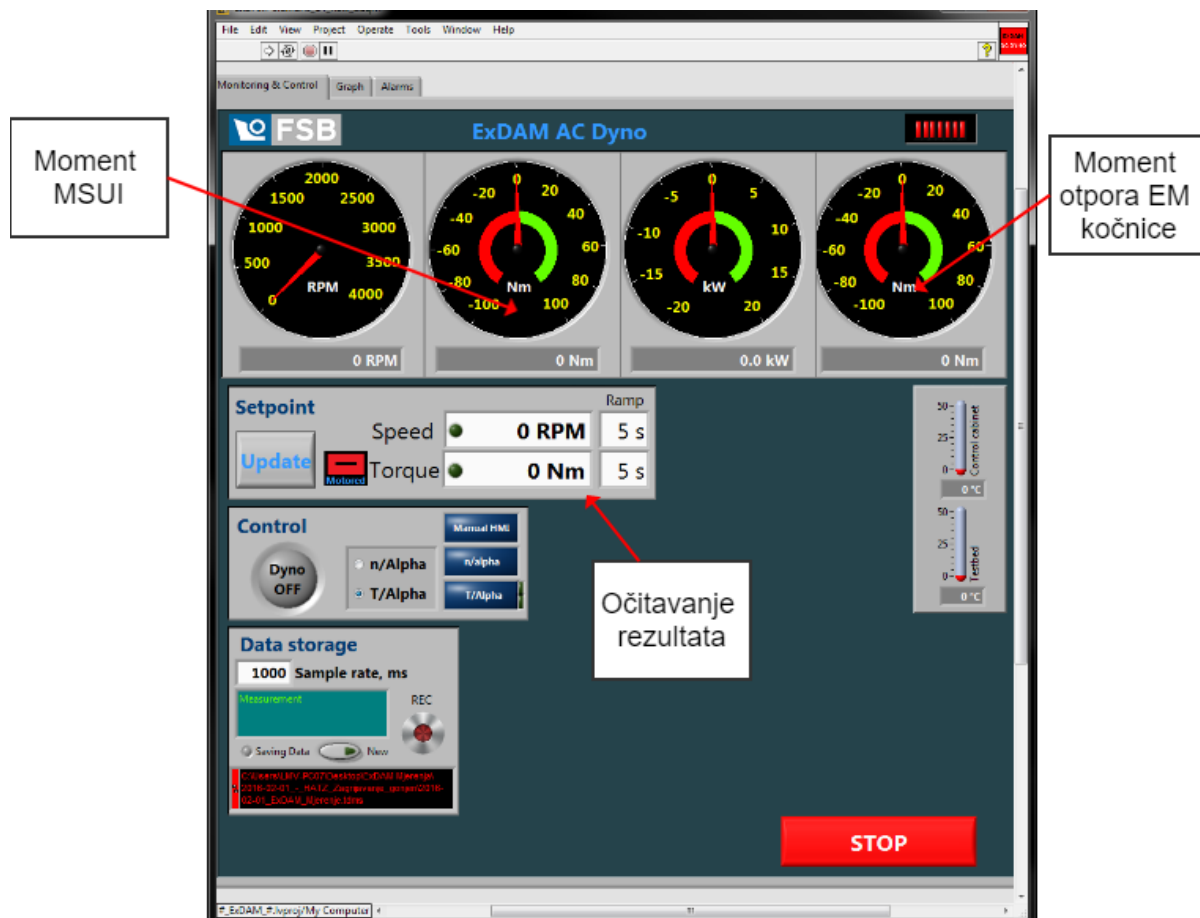 File Edit View Project Operate Tools Window Help
Monitoring & Control Graph Alarms
FSB
ExDAM AC Dyno
Moment
MSUI
Moment
otpora EM
kočnice
0 500 1000 1500 2000 2500 3000 3500 4000
RPM
-100 -80 -60 -40 -20 0 20 40 60 80 100
Nm
-20 -15 -10 -5 0 5 10 15 20
kW
-100 -80 -60 -40 -20 0 20 40 60 80 100
Nm
0 RPM
0 Nm
0.0 kW
0 Nm
Setpoint
Ramp
Speed 0 RPM 5 s
Update
Motored
Torque 0 Nm 5 s
50
25
0
Control cabinet
0 °C
50
25
0
Testbed
0 °C
Control
Dyno
OFF
n/Alpha
T/Alpha
Manual HMI
n/alpha
T/Alpha
Očitavanje
rezultata
Data storage
1000 Sample rate, ms
Measurement
REC
Saving Data New
STOP
#_ExDAM_#.lvproj/My Computer